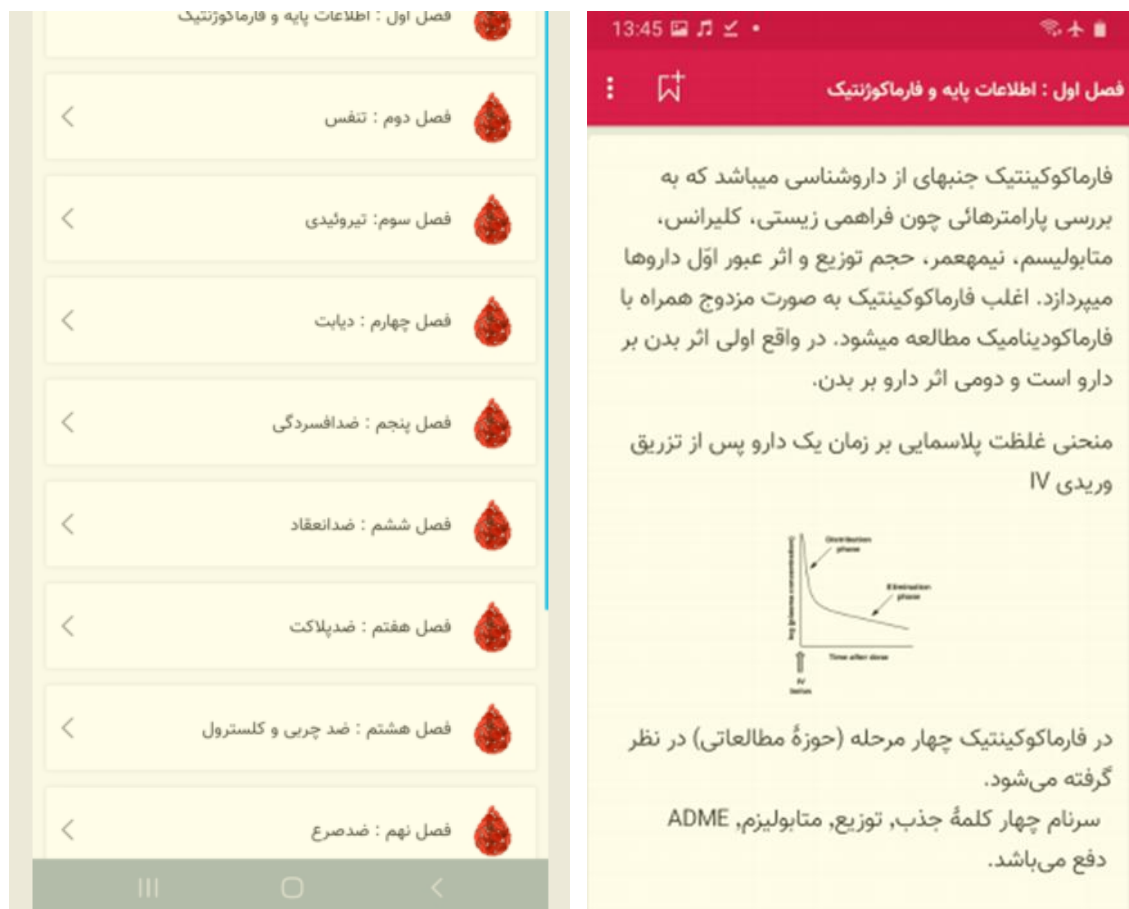 فصل اول : اطلاعات پایه و فارماکوژنتیک
فصل دوم : تنفس
فصل سوم: تیروئیدی
فصل چهارم : دیابت
فصل پنجم : ضدافسردگی
فصل ششم : ضدانعقاد
فصل هفتم : ضدپلاکت
فصل هشتم : ضد چربی و کلسترول
فصل نهم : ضدصرع
13:45
فصل اول : اطلاعات پایه و فارماکوژنتیک
فارماکوکینتیک جنبهای از داروشناسی میباشد که به
بررسی پارامترهائی چون فراهمی زیستی، کلیرانس،
متابولیسم، نیمهعمر، حجم توزیع و اثر عبور اوّل داروها
میپردازد. اغلب فارماکوکینتیک به صورت مزدوج همراه با
فارماکودینامیک مطالعه میشود. در واقع اولی اثر بدن بر
دارو است و دومی اثر دارو بر بدن.
منحنی غلظت پلاسمایی بر زمان یک دارو پس از تزریق
وریدی IV
Distribution
phase
Elimination
phase
log [plasma concentration]
Time after dose
IV
bolus
در فارماکوکینتیک چهار مرحله (حوزهٔ مطالعاتی) در نظر
گرفته می‌شود.
سرنام چهار کلمهٔ جذب, توزیع, متابولیزم, ADME
دفع می‌باشد.